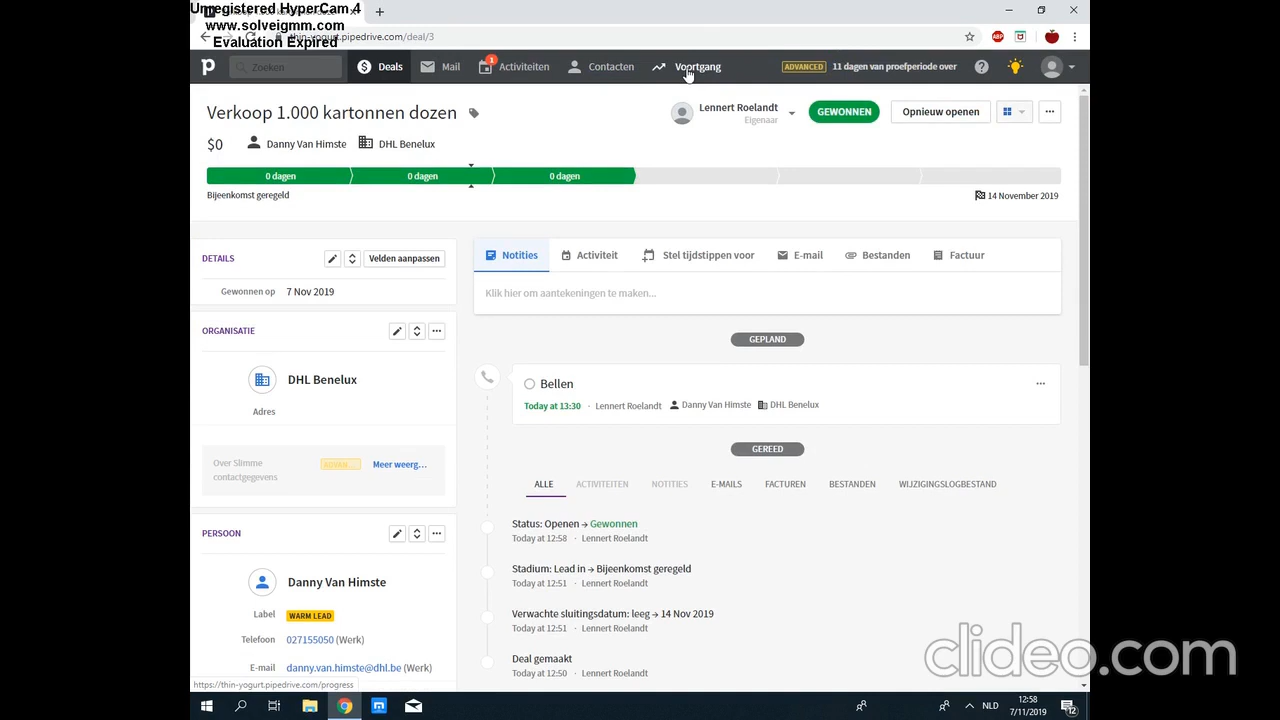 Unregistered HyperCam 4
www.solveigmm.com
Evaluation Expired
thin-yogurt.pipedrive.com/deal/3
ABP
Zoeken
Deals
Mail
1
Activiteiten
Contacten
Voortgang
ADVANCED
11 dagen van proefperiode over
Verkoop 1.000 kartonnen dozen
Lennert Roelandt
Eigenaar
GEWONNEN
Opnieuw openen
$0
Danny Van Himste
DHL Benelux
0 dagen
0 dagen
0 dagen
Bijeenkomst geregeld
14 November 2019
DETAILS
Velden aanpassen
Gewonnen op
7 Nov 2019
ORGANISATIE
DHL Benelux
Adres
Over Slimme
contactgegevens
ADVAN...
Meer weerg...
PERSOON
Danny Van Himste
Label
WARM LEAD
Telefoon
027155050 (Werk)
E-mail
danny.van.himste@dhl.be (Werk)
Notities
Activiteit
Stel tijdstippen voor
E-mail
Bestanden
Factuur
Klik hier om aantekeningen te maken...
GEPLAND
Bellen
Today at 13:30 · Lennert Roelandt Danny Van Himste DHL Benelux
GEREED
ALLE
ACTIVITEITEN
NOTITIES
E-MAILS
FACTUREN
BESTANDEN
WIJZIGINGSLOGBESTAND
Status: Openen → Gewonnen
Today at 12:58 · Lennert Roelandt
Stadium: Lead in → Bijeenkomst geregeld
Today at 12:51 · Lennert Roelandt
Verwachte sluitingsdatum: leeg → 14 Nov 2019
Today at 12:51 · Lennert Roelandt
Deal gemaakt
Today at 12:50 · Lennert Roelandt
clideo.com
https://thin-yogurt.pipedrive.com/progress
NLD
12:58
7/11/2019
12